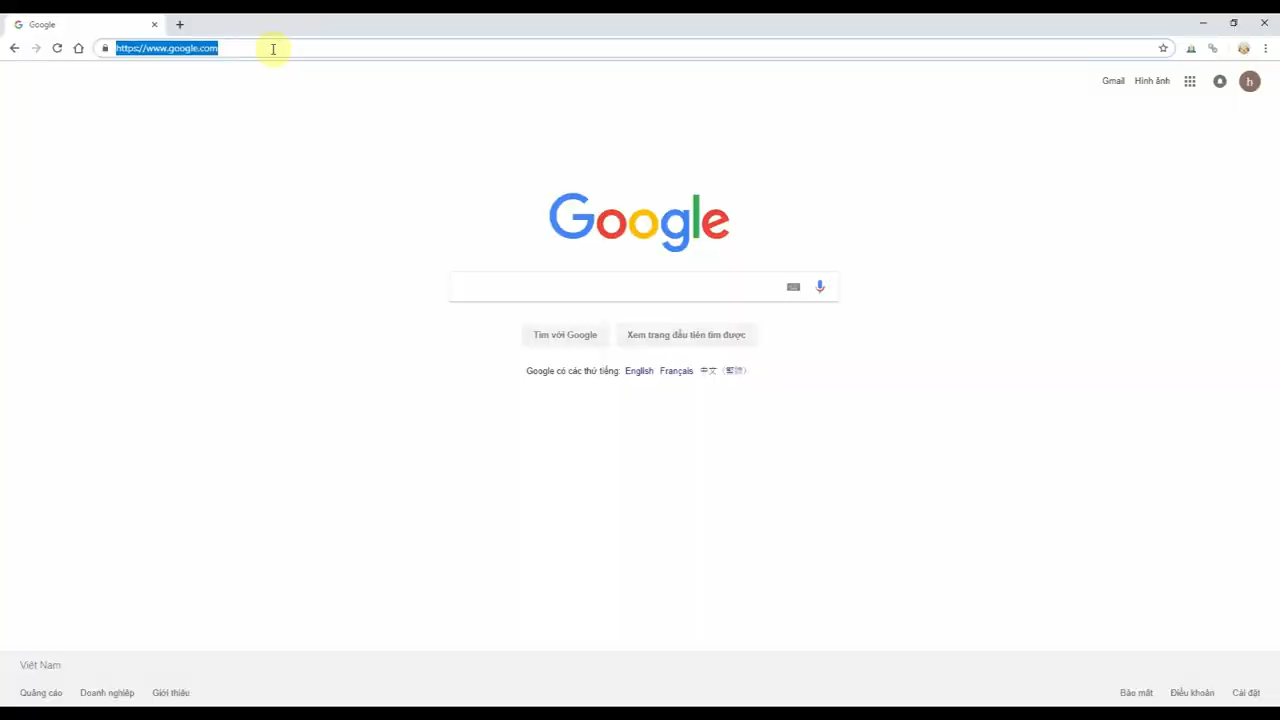 Google
https://www.google.com
Gmail Hình ảnh
h
Google
Tìm với Google Xem trang đầu tiên tìm được
Google có các thứ tiếng: English Français 中文（繁體）
Việt Nam
Quảng cáo Doanh nghiệp Giới thiệu
Bảo mật Điều khoản Cài đặt